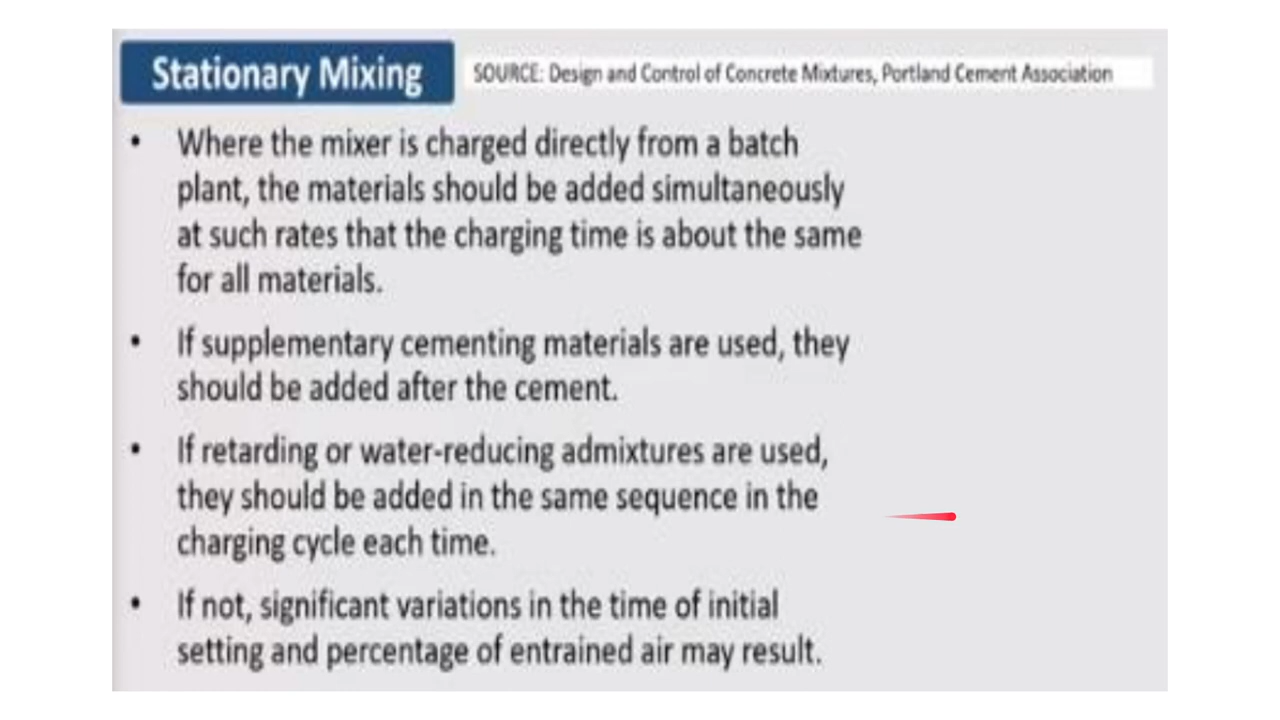 Stationary Mixing
SOURCE: Design and Control of Concrete Mixtures, Portland Cement Association
• Where the mixer is charged directly from a batch
plant, the materials should be added simultaneously
at such rates that the charging time is about the same
for all materials.
• If supplementary cementing materials are used, they
should be added after the cement.
• If retarding or water-reducing admixtures are used,
they should be added in the same sequence in the
charging cycle each time.
• If not, significant variations in the time of initial
setting and percentage of entrained air may result.